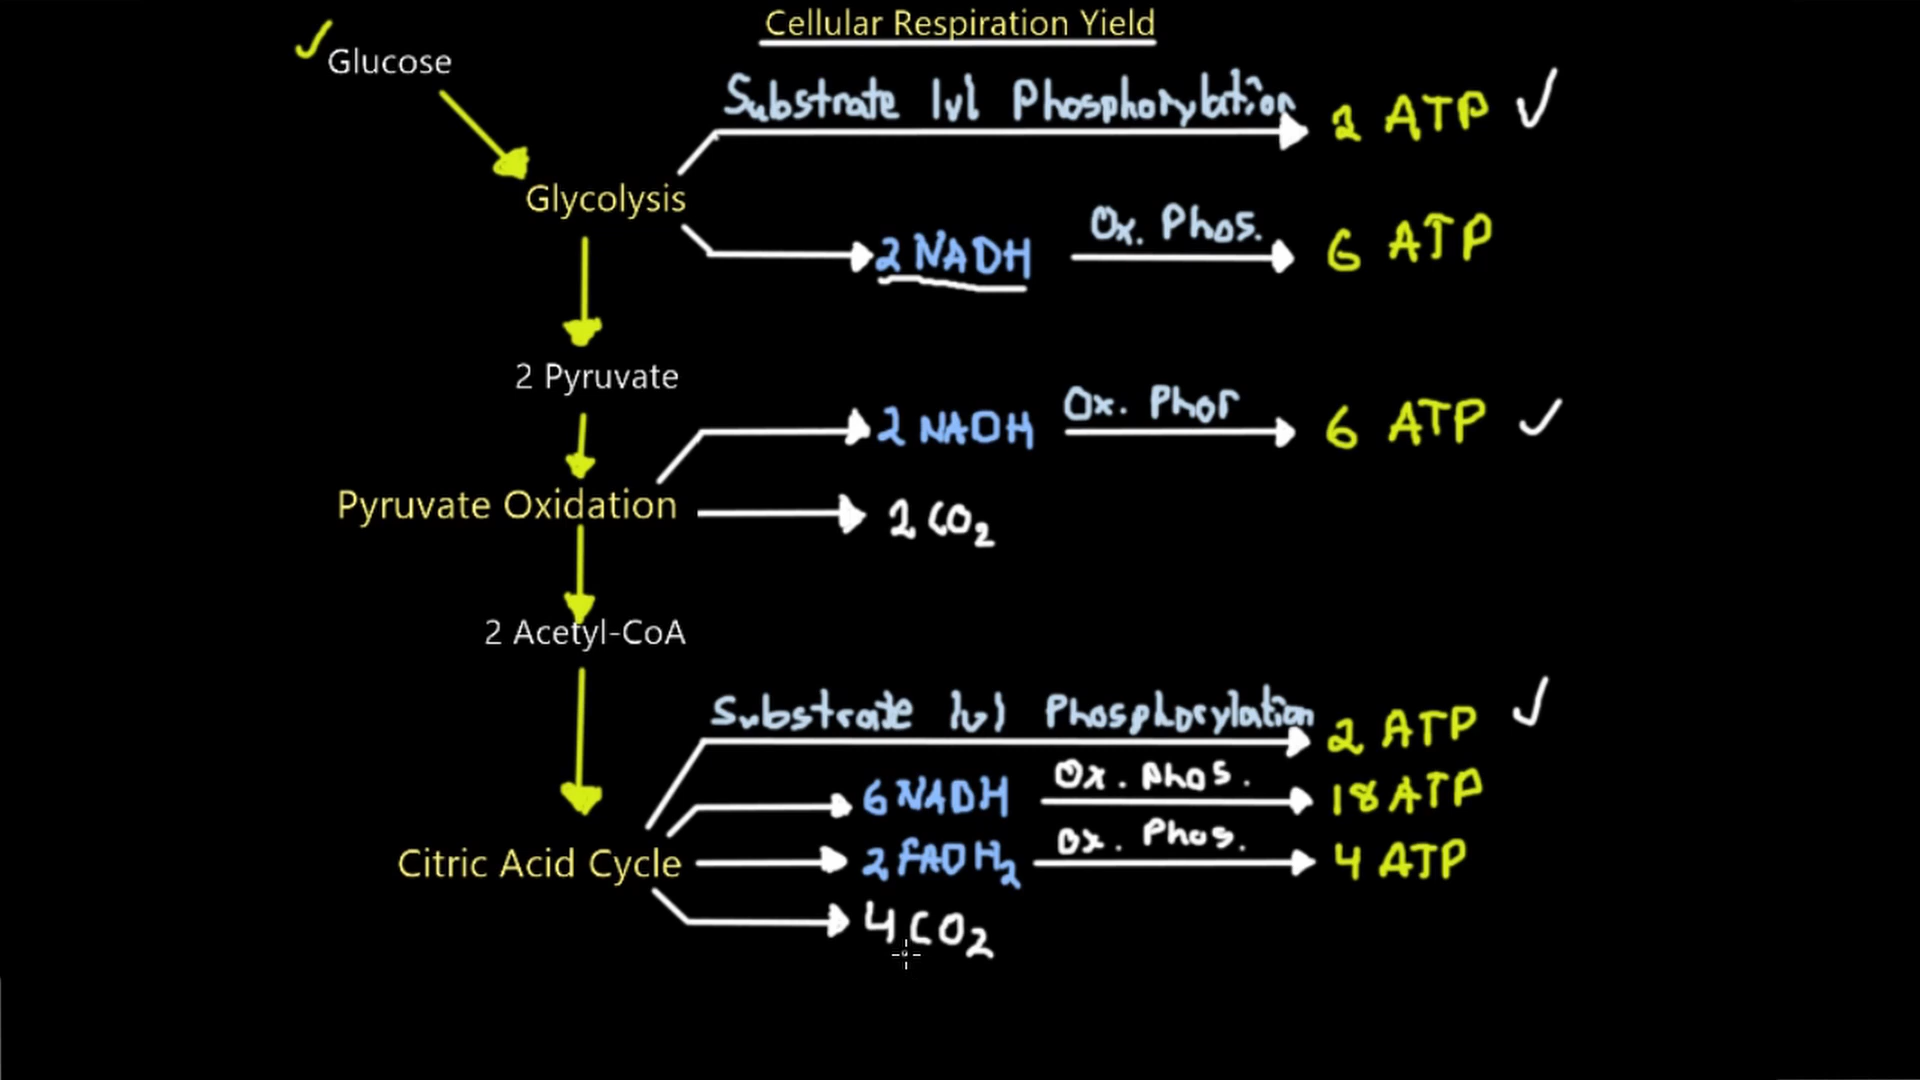 Cellular Respiration Yield
Glucose
Substrate lvl Phosphorylation 2 ATP
Glycolysis
2 NADH Ox. Phos. 6 ATP
2 Pyruvate
2 NADH Ox. Phos 6 ATP
Pyruvate Oxidation 2 CO2
2 Acetyl-CoA
Substrate lvl Phosphorylation 2 ATP
6 NADH Ox. Phos. 18 ATP
Citric Acid Cycle 2 FADH2 Ox. Phos. 4 ATP
4 CO2